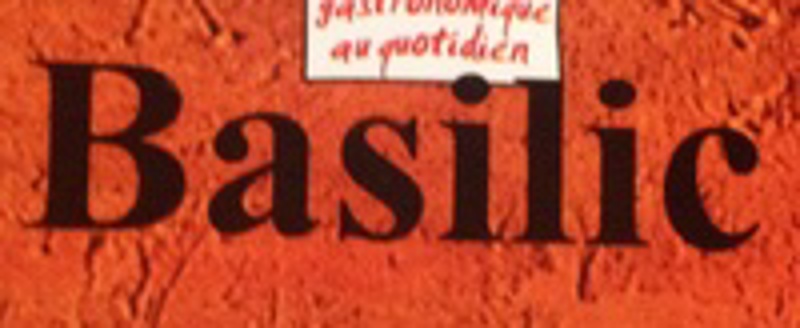 gastronomique
au quotidien
Basilic